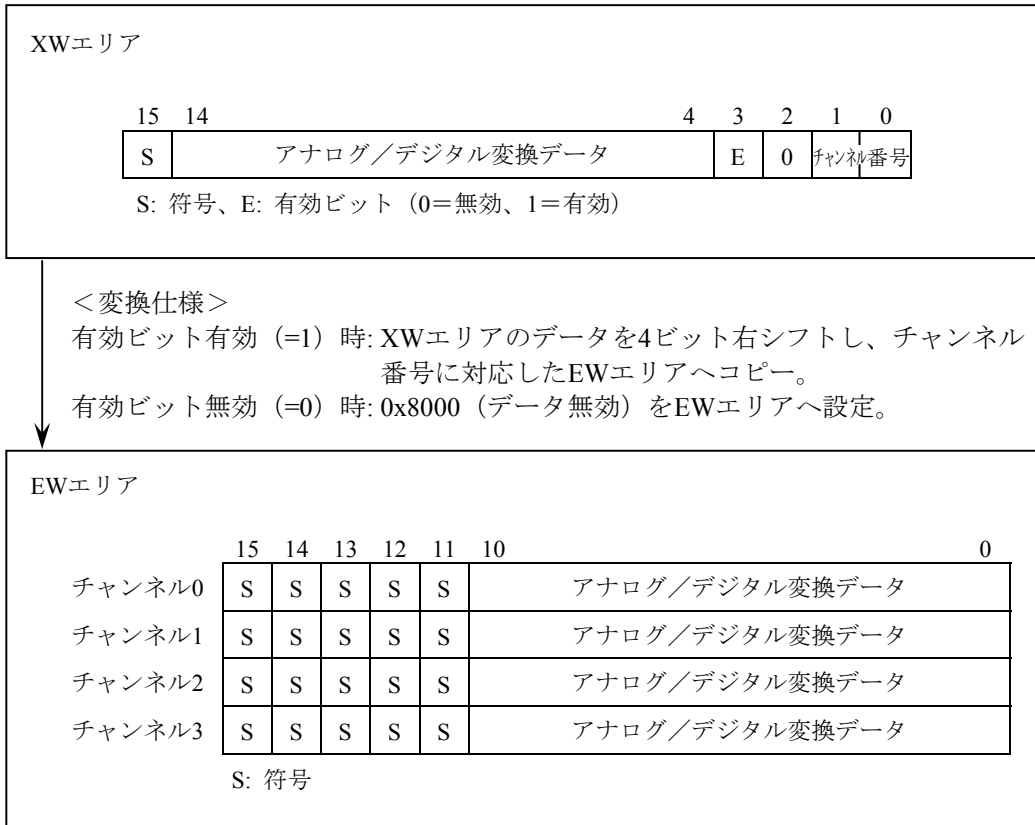 XWエリア
15 14 4 3 2 1 0
S アナログ／デジタル変換データ E 0 チャンネル番号
S: 符号、E: 有効ビット（0＝無効、1＝有効）
＜変換仕様＞
有効ビット有効（=1）時: XWエリアのデータを4ビット右シフトし、チャンネル
番号に対応したEWエリアへコピー。
有効ビット無効（=0）時: 0x8000（データ無効）をEWエリアへ設定。
EWエリア
15 14 13 12 11 10 0
チャンネル0 S S S S S アナログ／デジタル変換データ
チャンネル1 S S S S S アナログ／デジタル変換データ
チャンネル2 S S S S S アナログ／デジタル変換データ
チャンネル3 S S S S S アナログ／デジタル変換データ
S: 符号